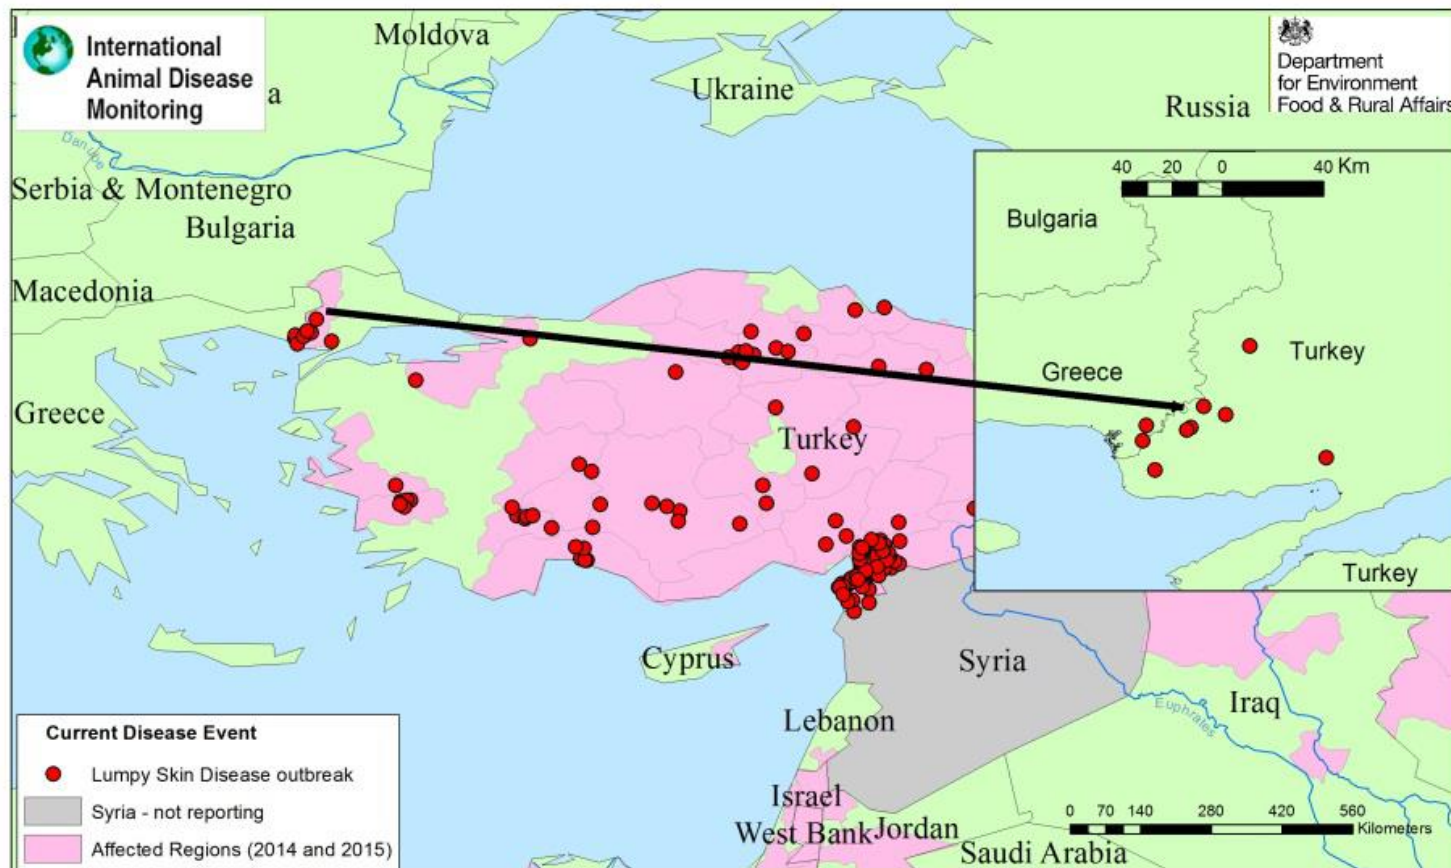 International
Animal Disease
Monitoring
a
Moldova
Ukraine
Russia
Department
for Environment
Food & Rural Affairs
Danube
Serbia & Montenegro
Bulgaria
Macedonia
Greece
Turkey
Cyprus
Syria
Lebanon
Israel
West Bank
Jordan
Iraq
Euphrates
Saudi Arabia
40 20 0 40 Km
Bulgaria
Greece
Turkey
Turkey
Current Disease Event
Lumpy Skin Disease outbreak
Syria - not reporting
Affected Regions (2014 and 2015)
0 70 140 280 420 560
Kilometers